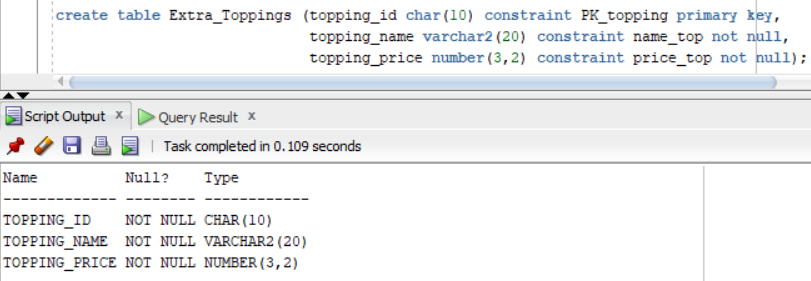 create table Extra_Toppings (topping_id char(10) constraint PK_topping primary key,
topping_name varchar2(20) constraint name_top not null,
topping_price number(3,2) constraint price_top not null);
Script Output x Query Result x
Task completed in 0.109 seconds
Name Null? Type
------------- -------- ------------
TOPPING_ID NOT NULL CHAR(10)
TOPPING_NAME NOT NULL VARCHAR2(20)
TOPPING_PRICE NOT NULL NUMBER(3,2)